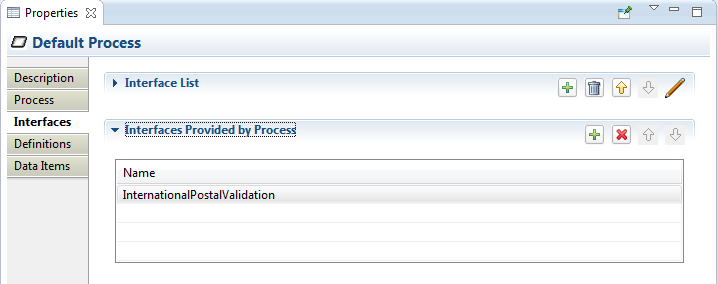 Properties
Default Process
Description
Process
Interfaces
Definitions
Data Items
Interface List
Interfaces Provided by Process
Name
InternationalPostalValidation